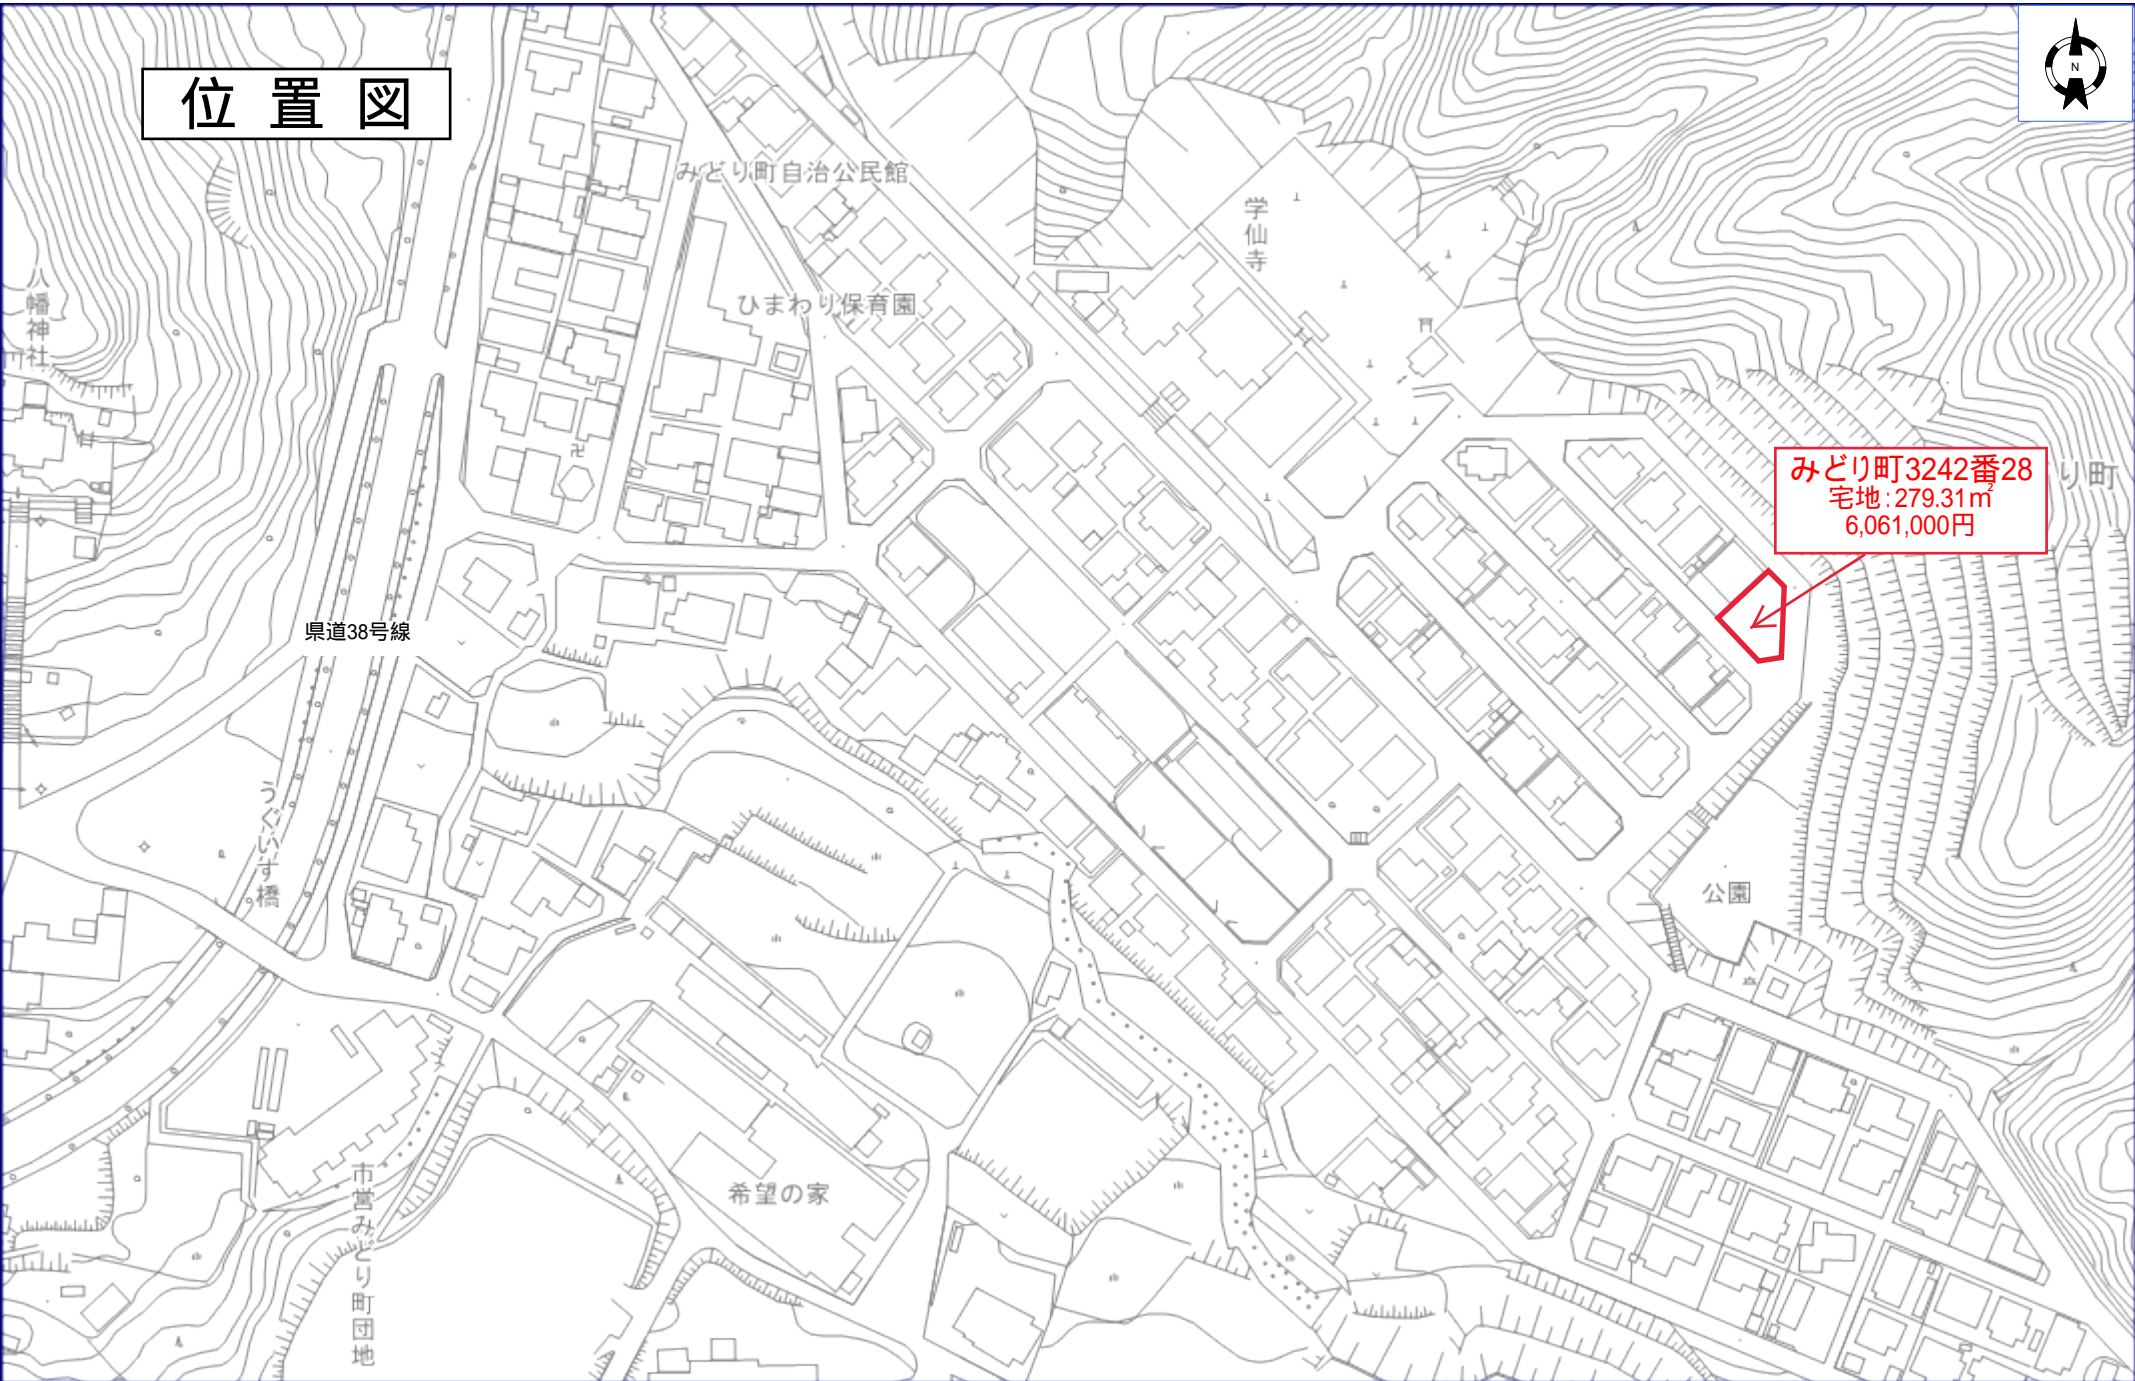 位置図
N
みどり町自治公民館
学仙寺
八幡神社
ひまわり保育園
みどり町3242番28
宅地:279.31㎡
6,061,000円
り町
県道38号線
うぐいす橋
公園
希望の家
市営みどり町団地